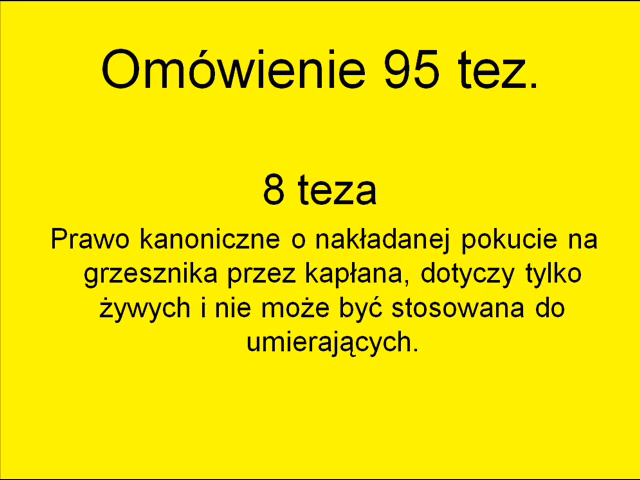 Omówienie 95 tez.
8 teza
Prawo kanoniczne o nakładanej pokucie na
grzesznika przez kapłana, dotyczy tylko
żywych i nie może być stosowana do
umierających.